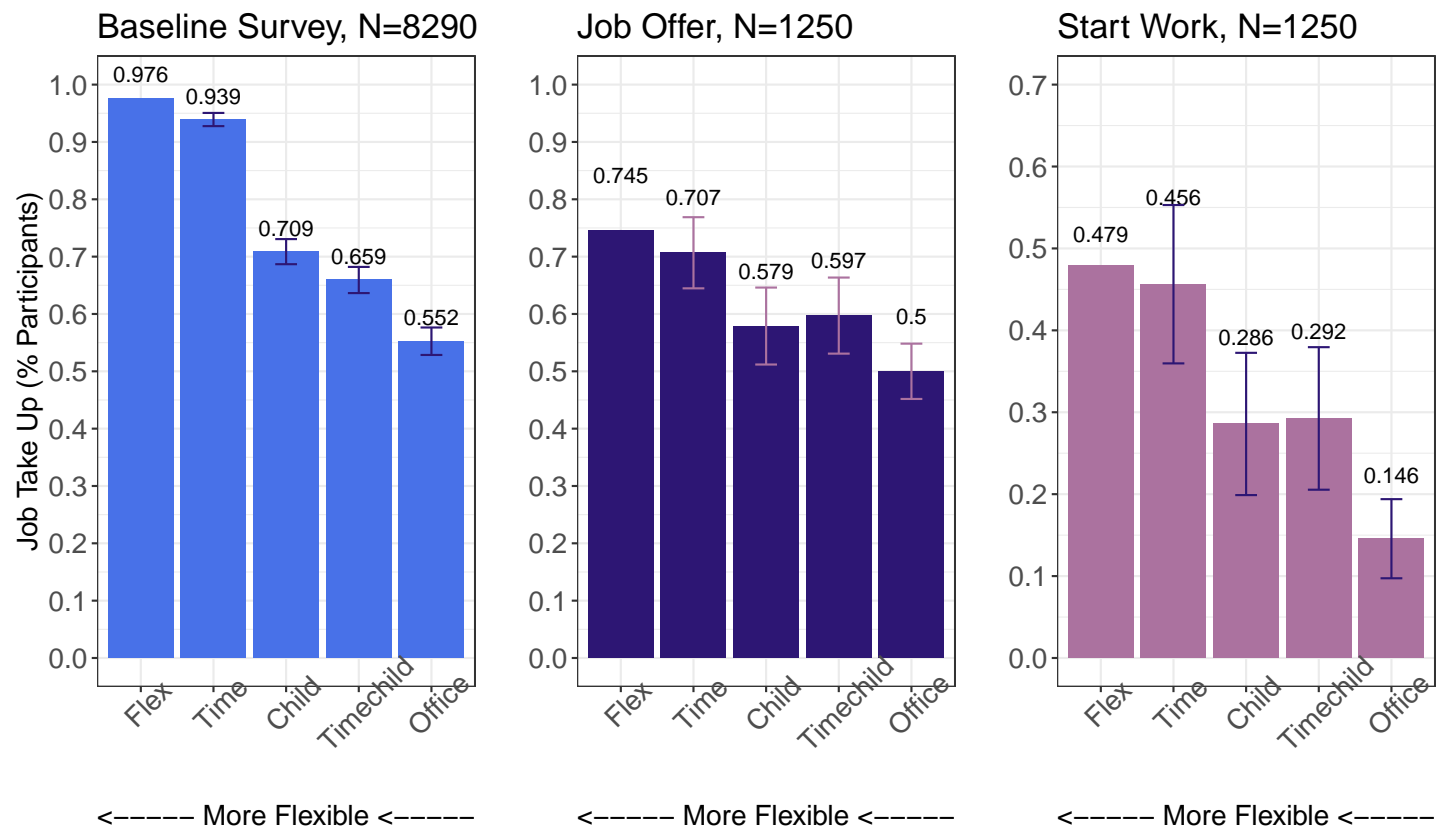 Baseline Survey, N=8290
Job Take Up (% Participants)
1.0
0.9
0.8
0.7
0.6
0.5
0.4
0.3
0.2
0.1
0.0
0.976
0.939
0.709
0.659
0.552
Flex
Time
Child
Timechild
Office
<−−−−− More Flexible <−−−−−
Job Offer, N=1250
1.0
0.9
0.8
0.7
0.6
0.5
0.4
0.3
0.2
0.1
0.0
0.745
0.707
0.579
0.597
0.5
Flex
Time
Child
Timechild
Office
<−−−−− More Flexible <−−−−−
Start Work, N=1250
0.7
0.6
0.5
0.4
0.3
0.2
0.1
0.0
0.479
0.456
0.286
0.292
0.146
Flex
Time
Child
Timechild
Office
<−−−−− More Flexible <−−−−−